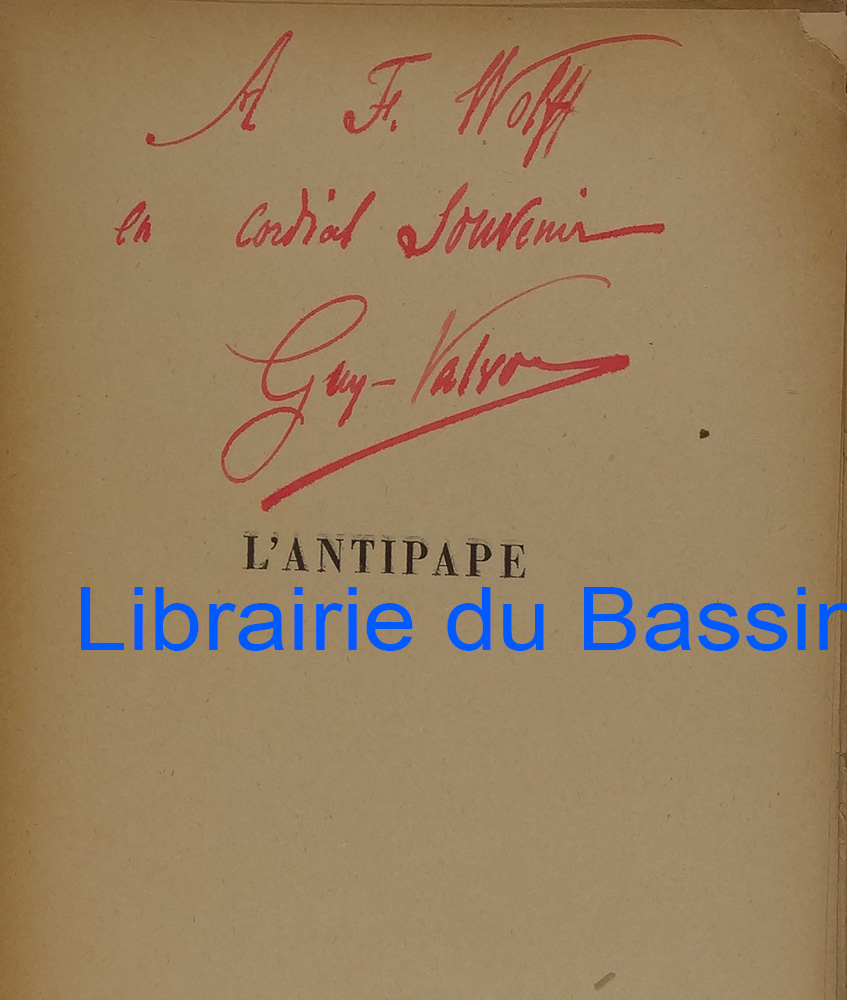 A F. Wolff
en cordial Souvenir
Guy-Valvor
L'ANTIPAPE
Librairie du Bassin